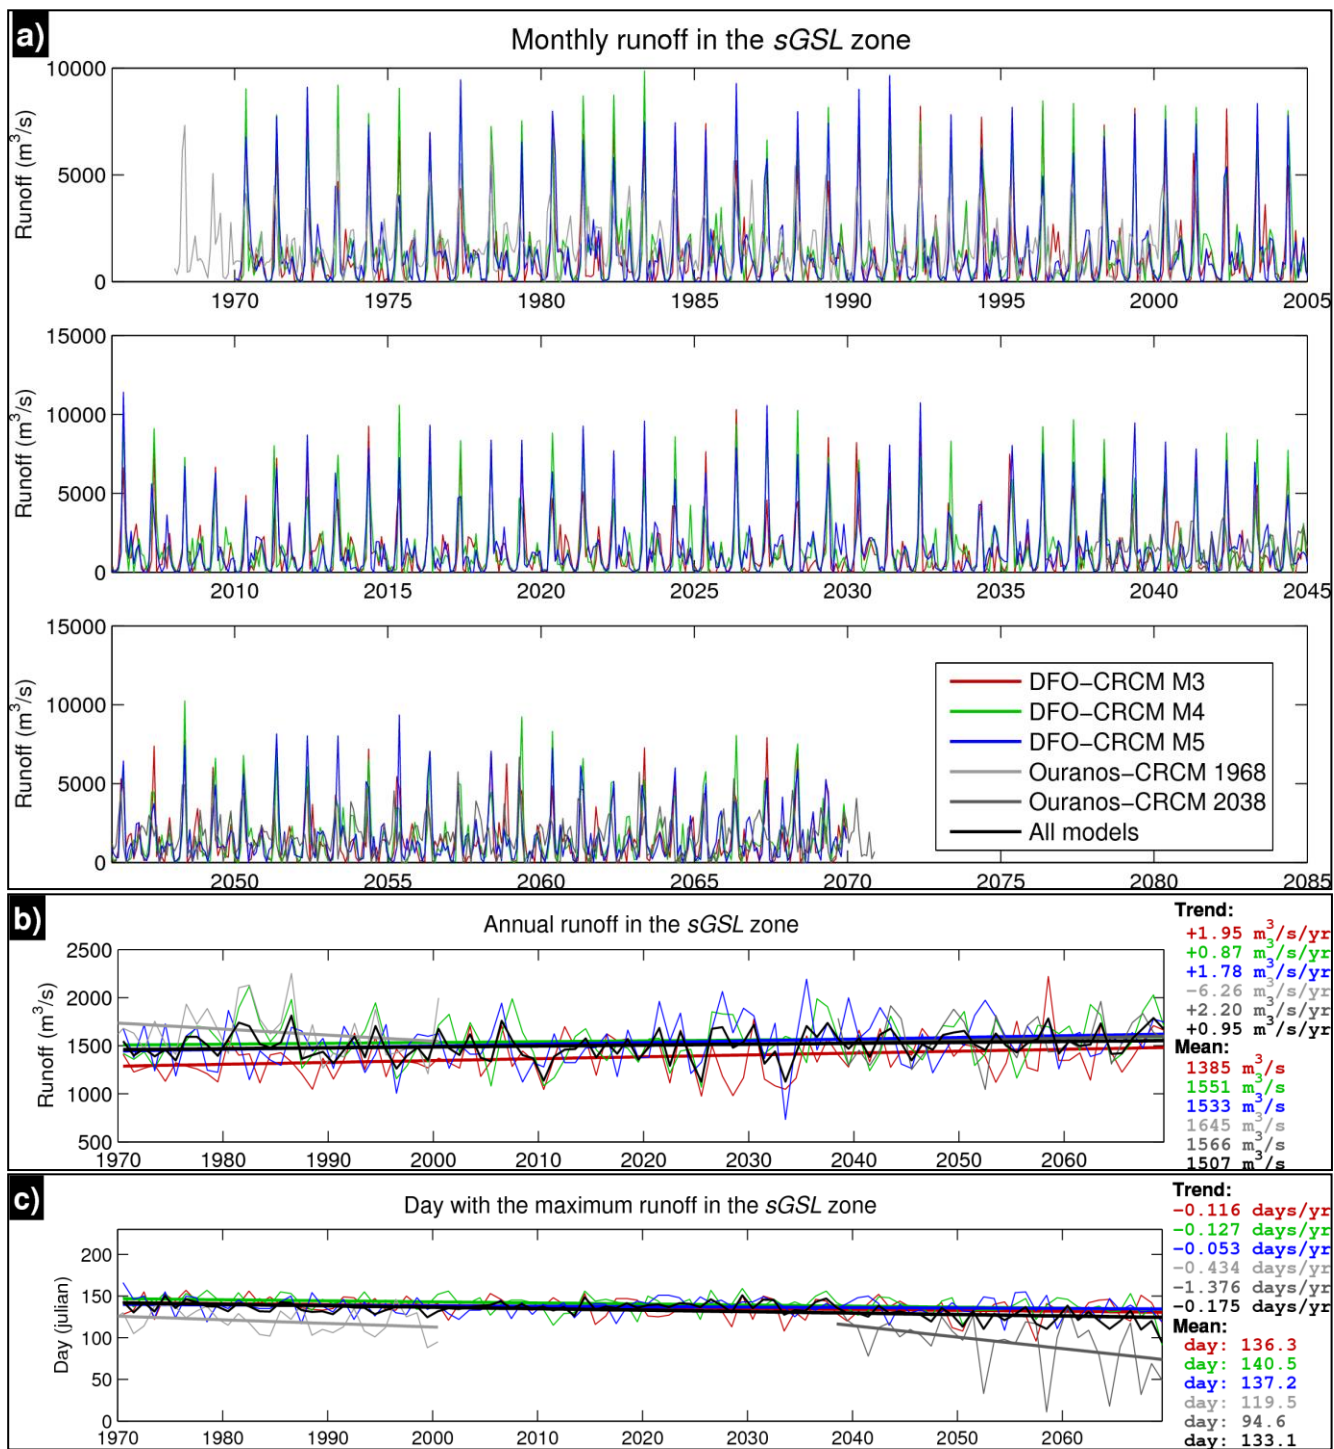 a)
Monthly runoff in the sGSL zone
Runoff (m³/s)
10000
5000
0
1970 1975 1980 1985 1990 1995 2000 2005
Runoff (m³/s)
15000
10000
5000
0
2010 2015 2020 2025 2030 2035 2040 2045
Runoff (m³/s)
15000
10000
5000
0
2050 2055 2060 2065 2070 2075 2080 2085
DFO−CRCM M3
DFO−CRCM M4
DFO−CRCM M5
Ouranos−CRCM 1968
Ouranos−CRCM 2038
All models
b)
Annual runoff in the sGSL zone
Runoff (m³/s)
2500
2000
1500
1000
500
1970 1980 1990 2000 2010 2020 2030 2040 2050 2060
Trend:
+1.95 m³/s/yr
+0.87 m³/s/yr
+1.78 m³/s/yr
−6.26 m³/s/yr
+2.20 m³/s/yr
+0.95 m³/s/yr
Mean:
1385 m³/s
1551 m³/s
1533 m³/s
1645 m³/s
1566 m³/s
1507 m³/s
c)
Day with the maximum runoff in the sGSL zone
Day (julian)
200
150
100
50
0
1970 1980 1990 2000 2010 2020 2030 2040 2050 2060
Trend:
−0.116 days/yr
−0.127 days/yr
−0.053 days/yr
−0.434 days/yr
−1.376 days/yr
−0.175 days/yr
Mean:
day: 136.3
day: 140.5
day: 137.2
day: 119.5
day: 94.6
day: 133.1